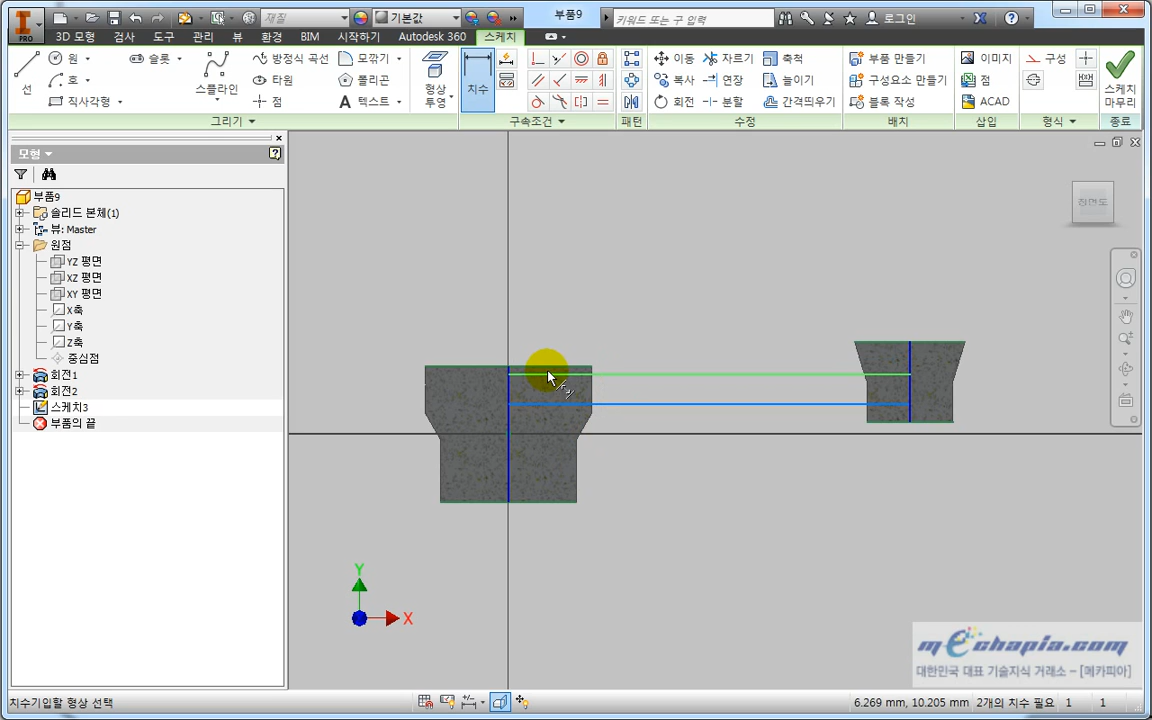 재질
기본값
부품9
키워드 또는 구 입력
로그인
PRO
3D 모형 검사 도구 관리 뷰 환경 BIM 시작하기 Autodesk 360 스케치
선
원
호
직사각형
스플라인
방정식 곡선
타원
점
모깎기
폴리곤
A 텍스트
형상
투영
치수
이동
복사
회전
자르기
연장
분할
축척
늘이기
간격띄우기
부품 만들기
구성요소 만들기
블록 작성
이미지
점
ACAD
구성
스케치
마무리
그리기
구속조건
패턴
수정
배치
삽입
형식
종료
모형
부품9
솔리드 본체(1)
뷰: Master
원점
YZ 평면
XZ 평면
XY 평면
X축
Y축
Z축
중심점
회전1
회전2
스케치3
부품의 끝
정면도
Y
X
mEchapia.com
대한민국 대표 기술지식 거래소 - [메카피아]
치수기입할 형상 선택
6.269 mm, 10.205 mm 2개의 치수 필요 1 1